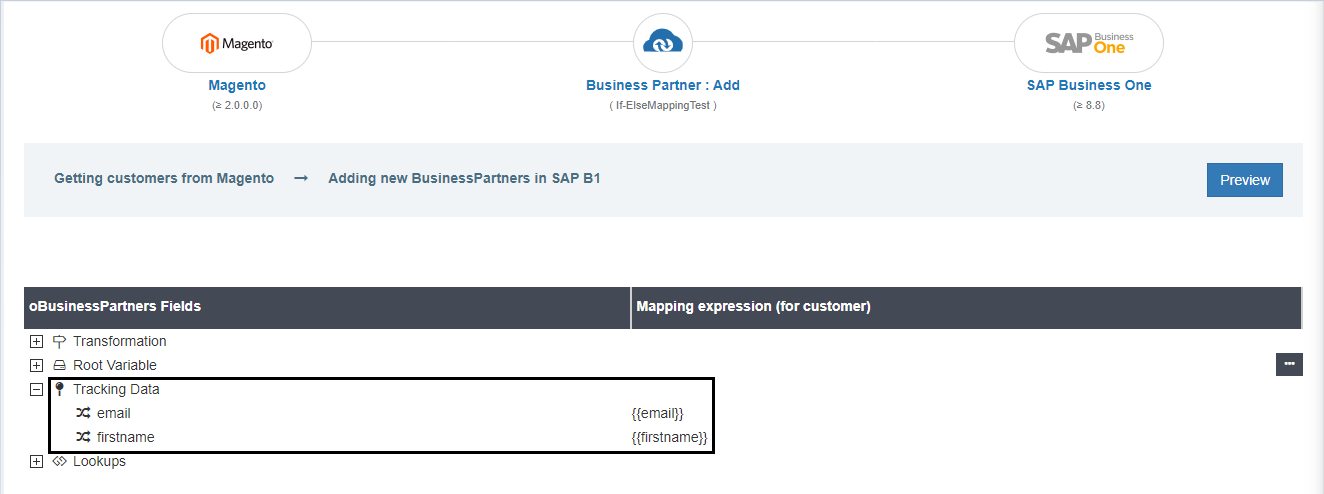 Magento
SAP Business One
Magento
Business Partner : Add
SAP Business One
(≥ 2.0.0.0)
( If-ElseMappingTest )
(≥ 8.8)
Getting customers from Magento → Adding new BusinessPartners in SAP B1
Preview
oBusinessPartners Fields
Mapping expression (for customer)
Transformation
Root Variable
Tracking Data
email {{email}}
firstname {{firstname}}
Lookups